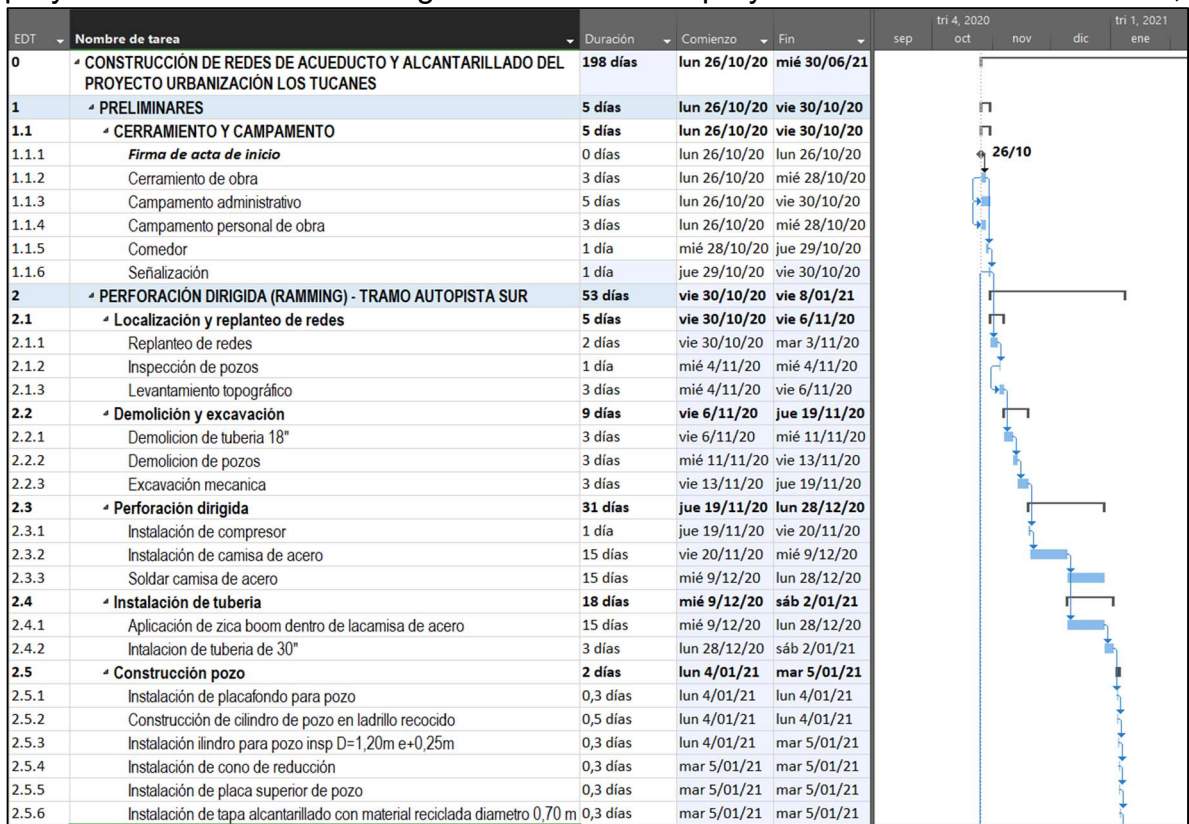 tri 4, 2020 tri 1, 2021
EDT Nombre de tarea Duración Comienzo Fin sep oct nov dic ene
0 CONSTRUCCIÓN DE REDES DE ACUEDUCTO Y ALCANTARILLADO DEL 198 días lun 26/10/20 mié 30/06/21
PROYECTO URBANIZACIÓN LOS TUCANES
1 PRELIMINARES 5 días lun 26/10/20 vie 30/10/20
1.1 CERRAMIENTO Y CAMPAMENTO 5 días lun 26/10/20 vie 30/10/20
1.1.1 Firma de acta de inicio 0 días lun 26/10/20 lun 26/10/20 26/10
1.1.2 Cerramiento de obra 3 días lun 26/10/20 mié 28/10/20
1.1.3 Campamento administrativo 5 días lun 26/10/20 vie 30/10/20
1.1.4 Campamento personal de obra 3 días lun 26/10/20 mié 28/10/20
1.1.5 Comedor 1 día mié 28/10/20 jue 29/10/20
1.1.6 Señalización 1 día jue 29/10/20 vie 30/10/20
2 PERFORACIÓN DIRIGIDA (RAMMING) - TRAMO AUTOPISTA SUR 53 días vie 30/10/20 vie 8/01/21
2.1 Localización y replanteo de redes 5 días vie 30/10/20 vie 6/11/20
2.1.1 Replanteo de redes 2 días vie 30/10/20 mar 3/11/20
2.1.2 Inspección de pozos 1 día mié 4/11/20 mié 4/11/20
2.1.3 Levantamiento topográfico 3 días mié 4/11/20 vie 6/11/20
2.2 Demolición y excavación 9 días vie 6/11/20 jue 19/11/20
2.2.1 Demolicion de tuberia 18" 3 días vie 6/11/20 mié 11/11/20
2.2.2 Demolicion de pozos 3 días mié 11/11/20 vie 13/11/20
2.2.3 Excavación mecanica 3 días vie 13/11/20 jue 19/11/20
2.3 Perforación dirigida 31 días jue 19/11/20 lun 28/12/20
2.3.1 Instalación de compresor 1 día jue 19/11/20 vie 20/11/20
2.3.2 Instalación de camisa de acero 15 días vie 20/11/20 mié 9/12/20
2.3.3 Soldar camisa de acero 15 días mié 9/12/20 lun 28/12/20
2.4 Instalación de tuberia 18 días mié 9/12/20 sáb 2/01/21
2.4.1 Aplicación de zica boom dentro de lacamisa de acero 15 días mié 9/12/20 lun 28/12/20
2.4.2 Intalacion de tuberia de 30" 3 días lun 28/12/20 sáb 2/01/21
2.5 Construcción pozo 2 días lun 4/01/21 mar 5/01/21
2.5.1 Instalación de placafondo para pozo 0,3 días lun 4/01/21 lun 4/01/21
2.5.2 Construcción de cilindro de pozo en ladrillo recocido 0,5 días lun 4/01/21 lun 4/01/21
2.5.3 Instalación ilindro para pozo insp D=1,20m e+0,25m 0,3 días lun 4/01/21 mar 5/01/21
2.5.4 Instalación de cono de reducción 0,3 días mar 5/01/21 mar 5/01/21
2.5.5 Instalación de placa superior de pozo 0,3 días mar 5/01/21 mar 5/01/21
2.5.6 Instalación de tapa alcantarillado con material reciclada diametro 0,70 m 0,3 días mar 5/01/21 mar 5/01/21